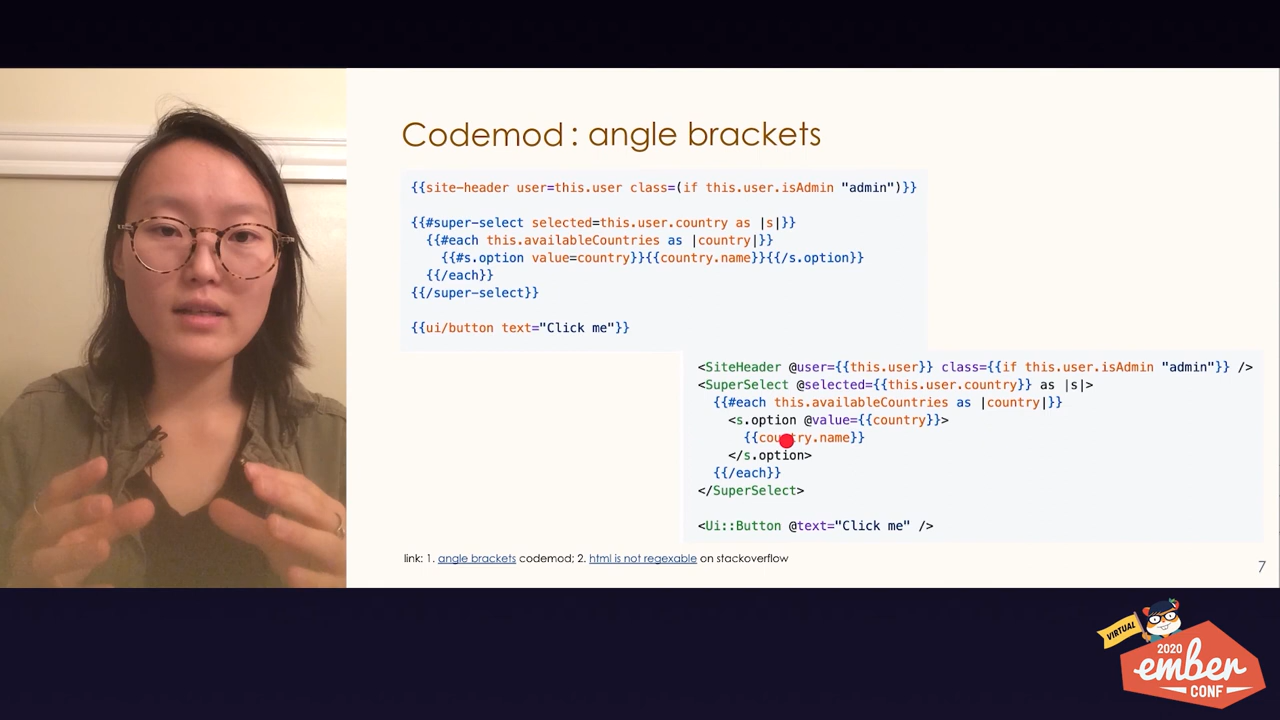 Codemod : angle brackets
{{site-header user=this.user class=(if this.user.isAdmin "admin")}}
{{#super-select selected=this.user.country as |s|}}
{{#each this.availableCountries as |country|}}
{{#s.option value=country}}{{country.name}}{{/s.option}}
{{/each}}
{{/super-select}}
{{ui/button text="Click me"}}
<SiteHeader @user={{this.user}} class={{if this.user.isAdmin "admin"}} />
<SuperSelect @selected={{this.user.country}} as |s|>
{{#each this.availableCountries as |country|}}
<s.option @value={{country}}>
{{country.name}}
</s.option>
{{/each}}
</SuperSelect>
<Ui::Button @text="Click me" />
link: 1. angle brackets codemod; 2. html is not regexable on stackoverflow
7
VIRTUAL
2020
ember
CONF